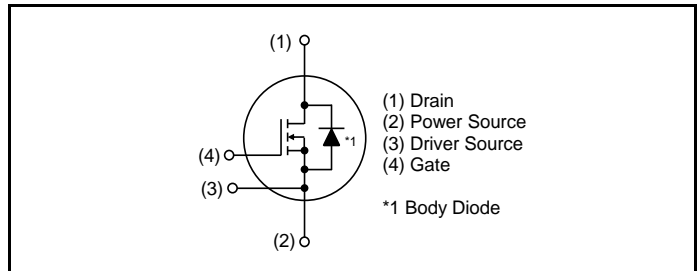 (1)
(1) Drain
(2) Power Source
(3) Driver Source
(4) Gate
*1
(4)
(3)
*1 Body Diode
(2)